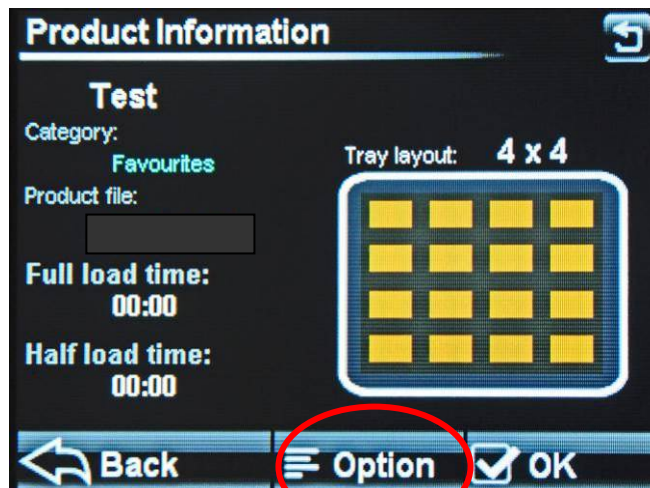 Product Information
Test
Category:
Favourites
Product file:
Full load time:
00:00
Half load time:
00:00
Tray layout: 4 x 4
Back
Option
OK